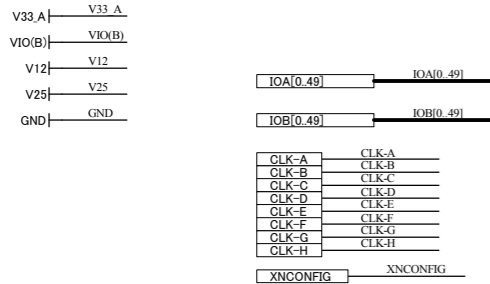 V33_A V33_A
VIO(B) VIO(B)
V12 V12
V25 V25
GND GND
IOA[0..49] IOA[0..49]
IOB[0..49] IOB[0..49]
CLK-A CLK-A
CLK-B CLK-B
CLK-C CLK-C
CLK-D CLK-D
CLK-E CLK-E
CLK-F CLK-F
CLK-G CLK-G
CLK-H CLK-H
XNCONFIG XNCONFIG